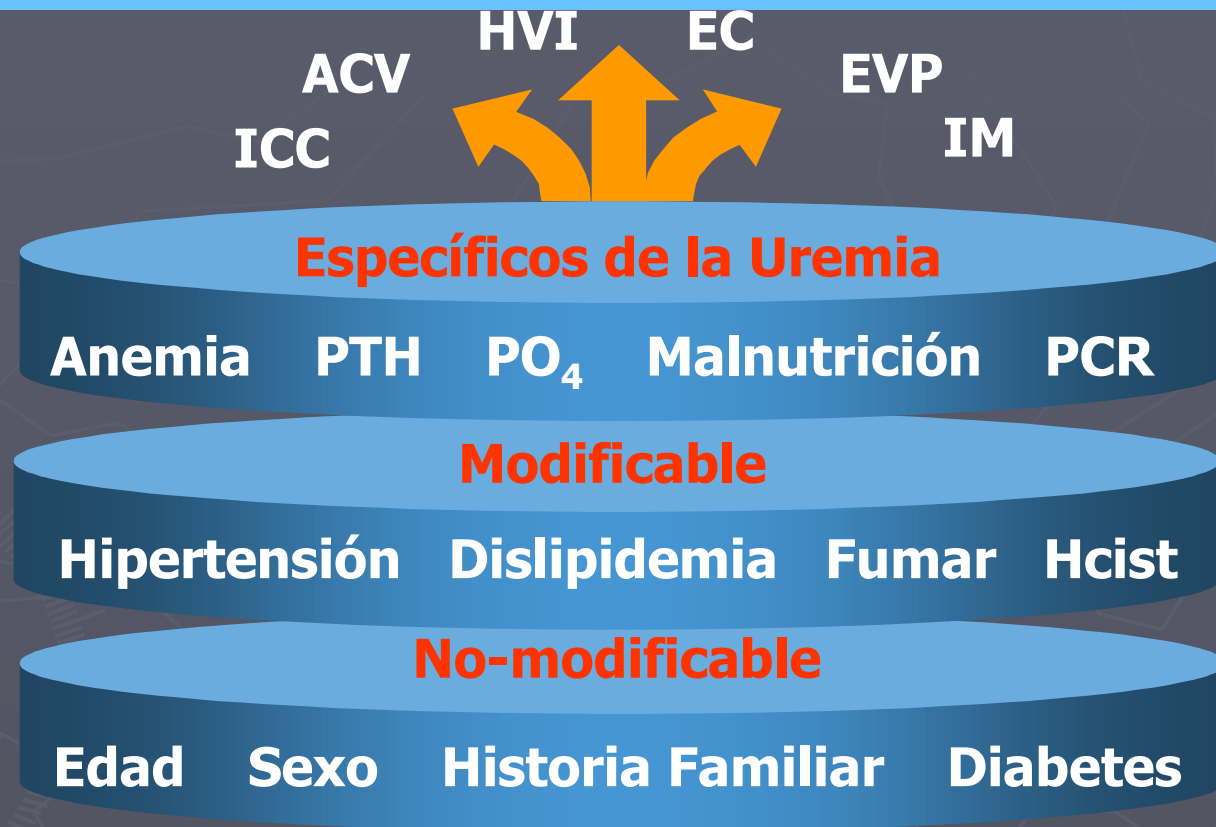 HVI EC
ACV EVP
ICC IM
Específicos de la Uremia
Anemia PTH PO₄ Malnutrición PCR
Modificable
Hipertensión Dislipidemia Fumar Hcist
No-modificable
Edad Sexo Historia Familiar Diabetes